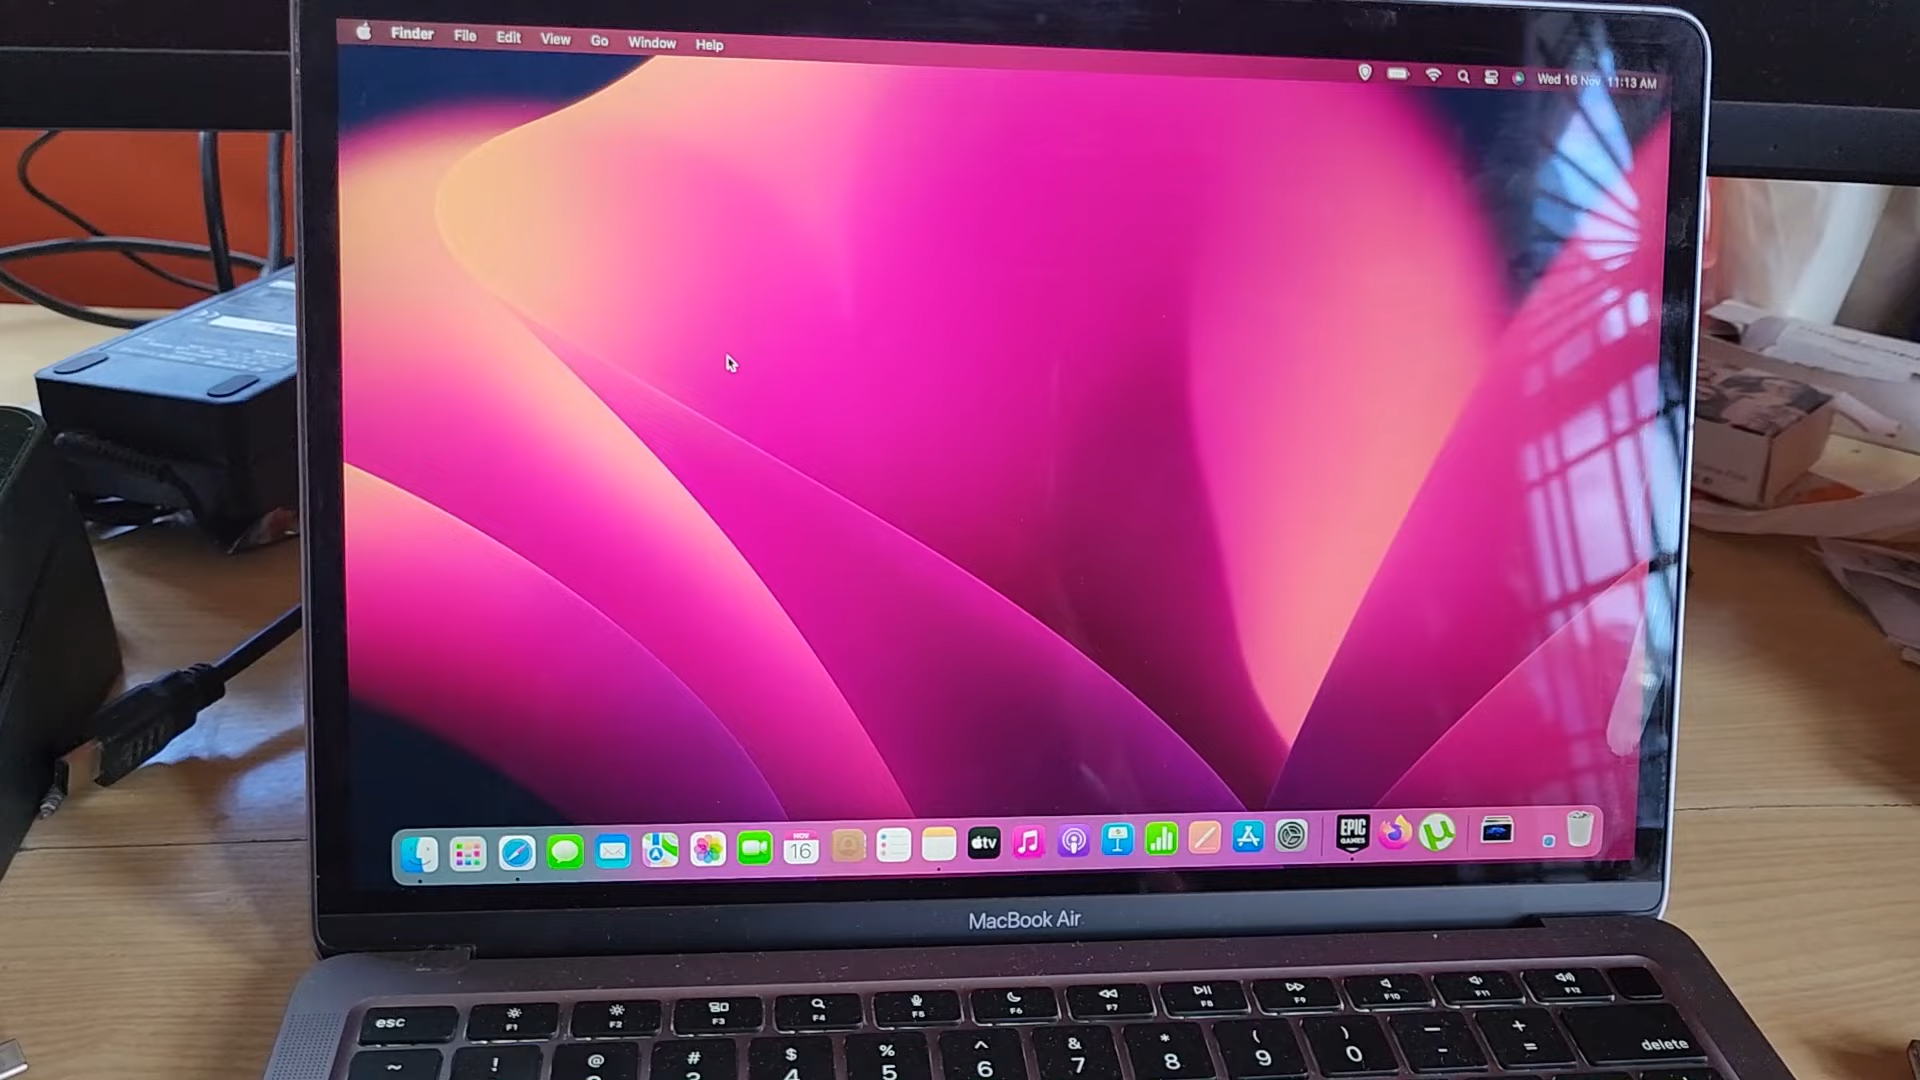 Finder File Edit View Go Window Help
Wed 16 Nov 11:13 AM
NOV
16
tv
EPIC
GAMES
MacBook Air
esc
F1 F2 F3 F4 F5 F6 F7 F8 F9 F10 F11 F12
~ ! @ # $ % ^ & * ( ) — +
2 3 4 5 6 7 8 9 0 - = delete